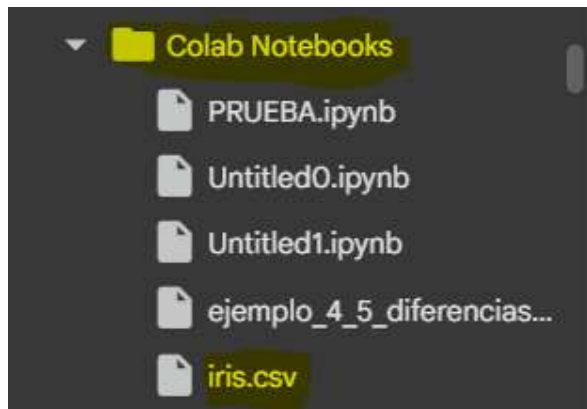 Colab Notebooks
PRUEBA.ipynb
Untitled0.ipynb
Untitled1.ipynb
ejemplo_4_5_diferencias...
iris.csv